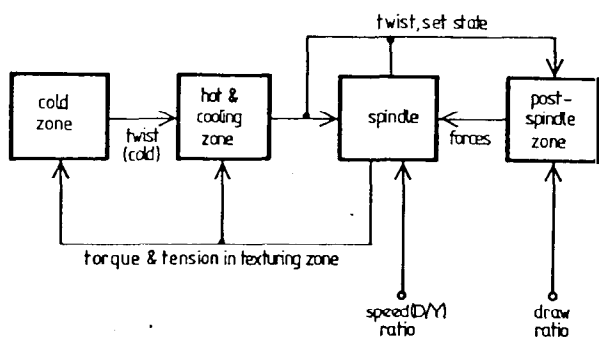 twist, set state
cold
zone
twist
(cold)
hot &
cooling
zone
spindle
forces
post-
spindle
zone
torque & tension in texturing zone
speed(D/Y)
ratio
draw
ratio